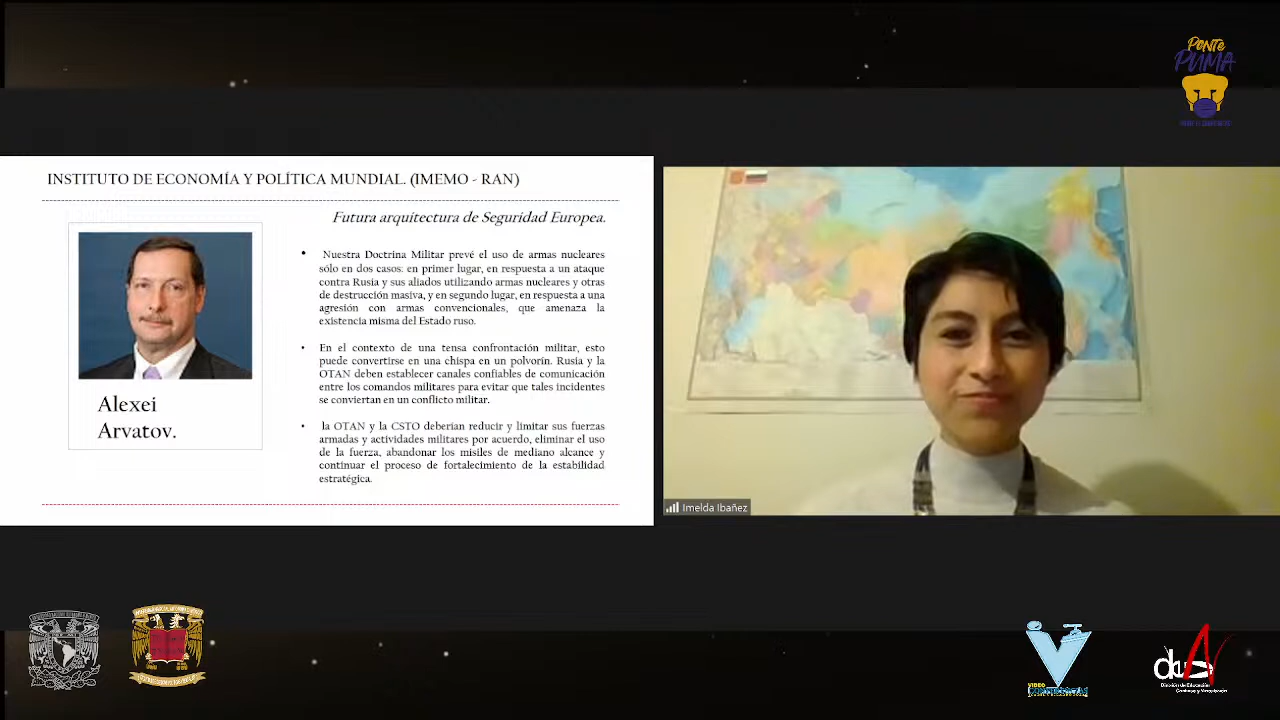 PONTE
PUMA
INSTITUTO DE ECONOMÍA Y POLÍTICA MUNDIAL. (IMEMO - RAN)
Futura arquitectura de Seguridad Europea.
• Nuestra Doctrina Militar prevé el uso de armas nucleares
sólo en dos casos: en primer lugar, en respuesta a un ataque
contra Rusia y sus aliados utilizando armas nucleares y otras
de destrucción masiva, y en segundo lugar, en respuesta a una
agresión con armas convencionales, que amenaza la
existencia misma del Estado ruso.
• En el contexto de una tensa confrontación militar, esto
puede convertirse en una chispa en un polvorín. Rusia y la
OTAN deben establecer canales confiables de comunicación
entre los comandos militares para evitar que tales incidentes
se conviertan en un conflicto militar.
• la OTAN y la CSTO deberían reducir y limitar sus fuerzas
armadas y actividades militares por acuerdo, eliminar el uso
de la fuerza, abandonar los misiles de mediano alcance y
continuar el proceso de fortalecimiento de la estabilidad
estratégica.
Alexei
Arvatov.
Imelda Ibañez
VIDEO
Dirección de Educación
Continua y Vinculación